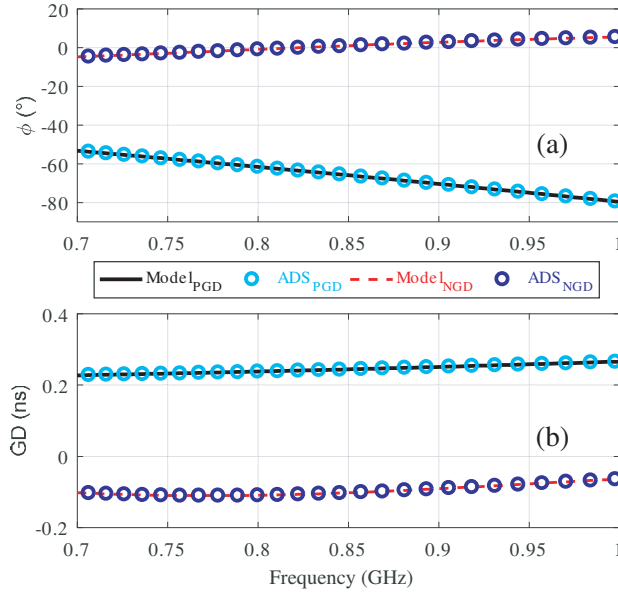 20
0
-20
-40
-60
-80
ϕ (°)
(a)
0.7 0.75 0.8 0.85 0.9 0.95 1
Model_PGD ADS_PGD Model_NGD ADS_NGD
0.4
0.2
0
-0.2
GD (ns)
(b)
0.7 0.75 0.8 0.85 0.9 0.95 1
Frequency (GHz)